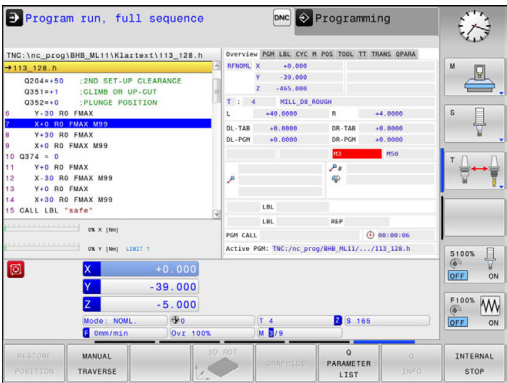 Program run, full sequence
DNC Programming
TNC:\nc_prog\BHB_ML11\Klartext\113_128.h
→113_128.h
Q204=+50 ;2ND SET-UP CLEARANCE
Q351=+1 ;CLIMB OR UP-CUT
Q352=+0 ;PLUNGE POSITION
6 Y-30 R0 FMAX
7 X+0 R0 FMAX M99
8 Y+30 R0 FMAX
9 X+0 R0 FMAX M99
10 Q374 = 0
11 Y+0 R0 FMAX
12 X-30 R0 FMAX M99
13 Y+0 R0 FMAX
14 X+30 R0 FMAX M99
15 CALL LBL "safe"
0% X [Nm]
0% Y [Nm] LIMIT ?
Overview PGM LBL CYC M POS TOOL TT TRANS QPARA
RFNOML X +0.000
Y -39.000
Z -465.000
T : 4 MILL_D8_ROUGH
L +40.0000 R +4.0000
DL-TAB +0.0000 DR-TAB +0.0000
DL-PGM +0.0000 DR-PGM +0.0000
M3 M50
LBL
LBL REP
PGM CALL 00:00:06
Active PGM: TNC:/nc_prog/BHB_ML11/.../113_128.h
X +0.000
Y -39.000
Z -5.000
Mode: NOML. 0 T 4 Z S 165
F 0mm/min Ovr 100% M 5/9
M
S
T
S100%
OFF ON
F100%
OFF ON
RESTORE POSITION
MANUAL TRAVERSE
3D ROT
GRAPHICS
Q PARAMETER LIST
Q INFO
INTERNAL STOP